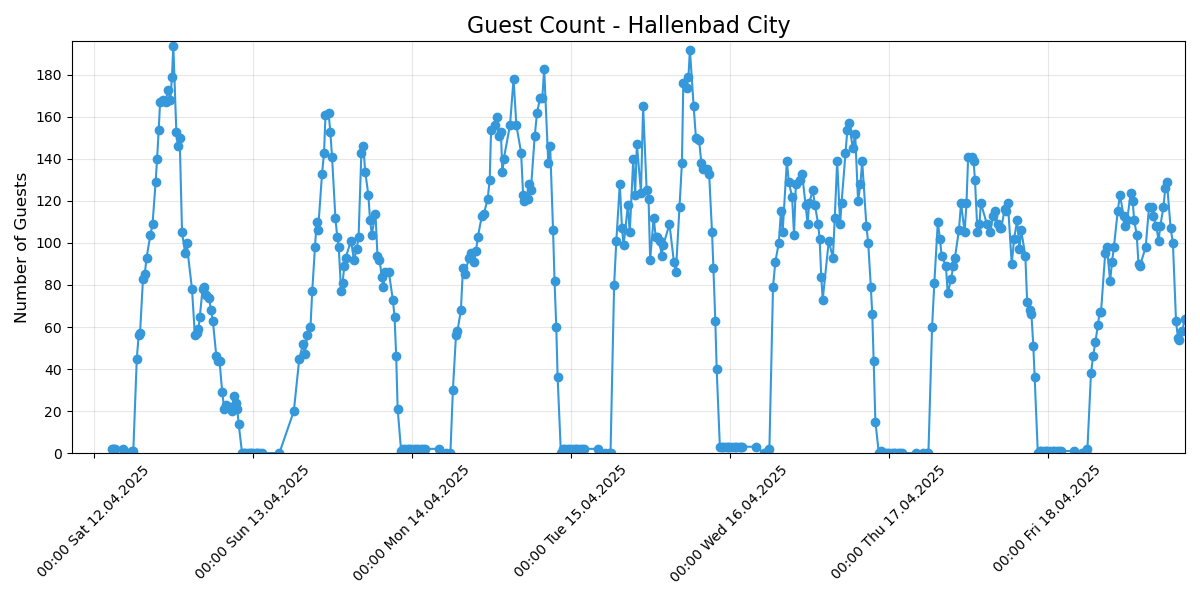 Guest Count - Hallenbad City
Number of Guests
180
160
140
120
100
80
60
40
20
0
00:00 Sat 12.04.2025
00:00 Sun 13.04.2025
00:00 Mon 14.04.2025
00:00 Tue 15.04.2025
00:00 Wed 16.04.2025
00:00 Thu 17.04.2025
00:00 Fri 18.04.2025